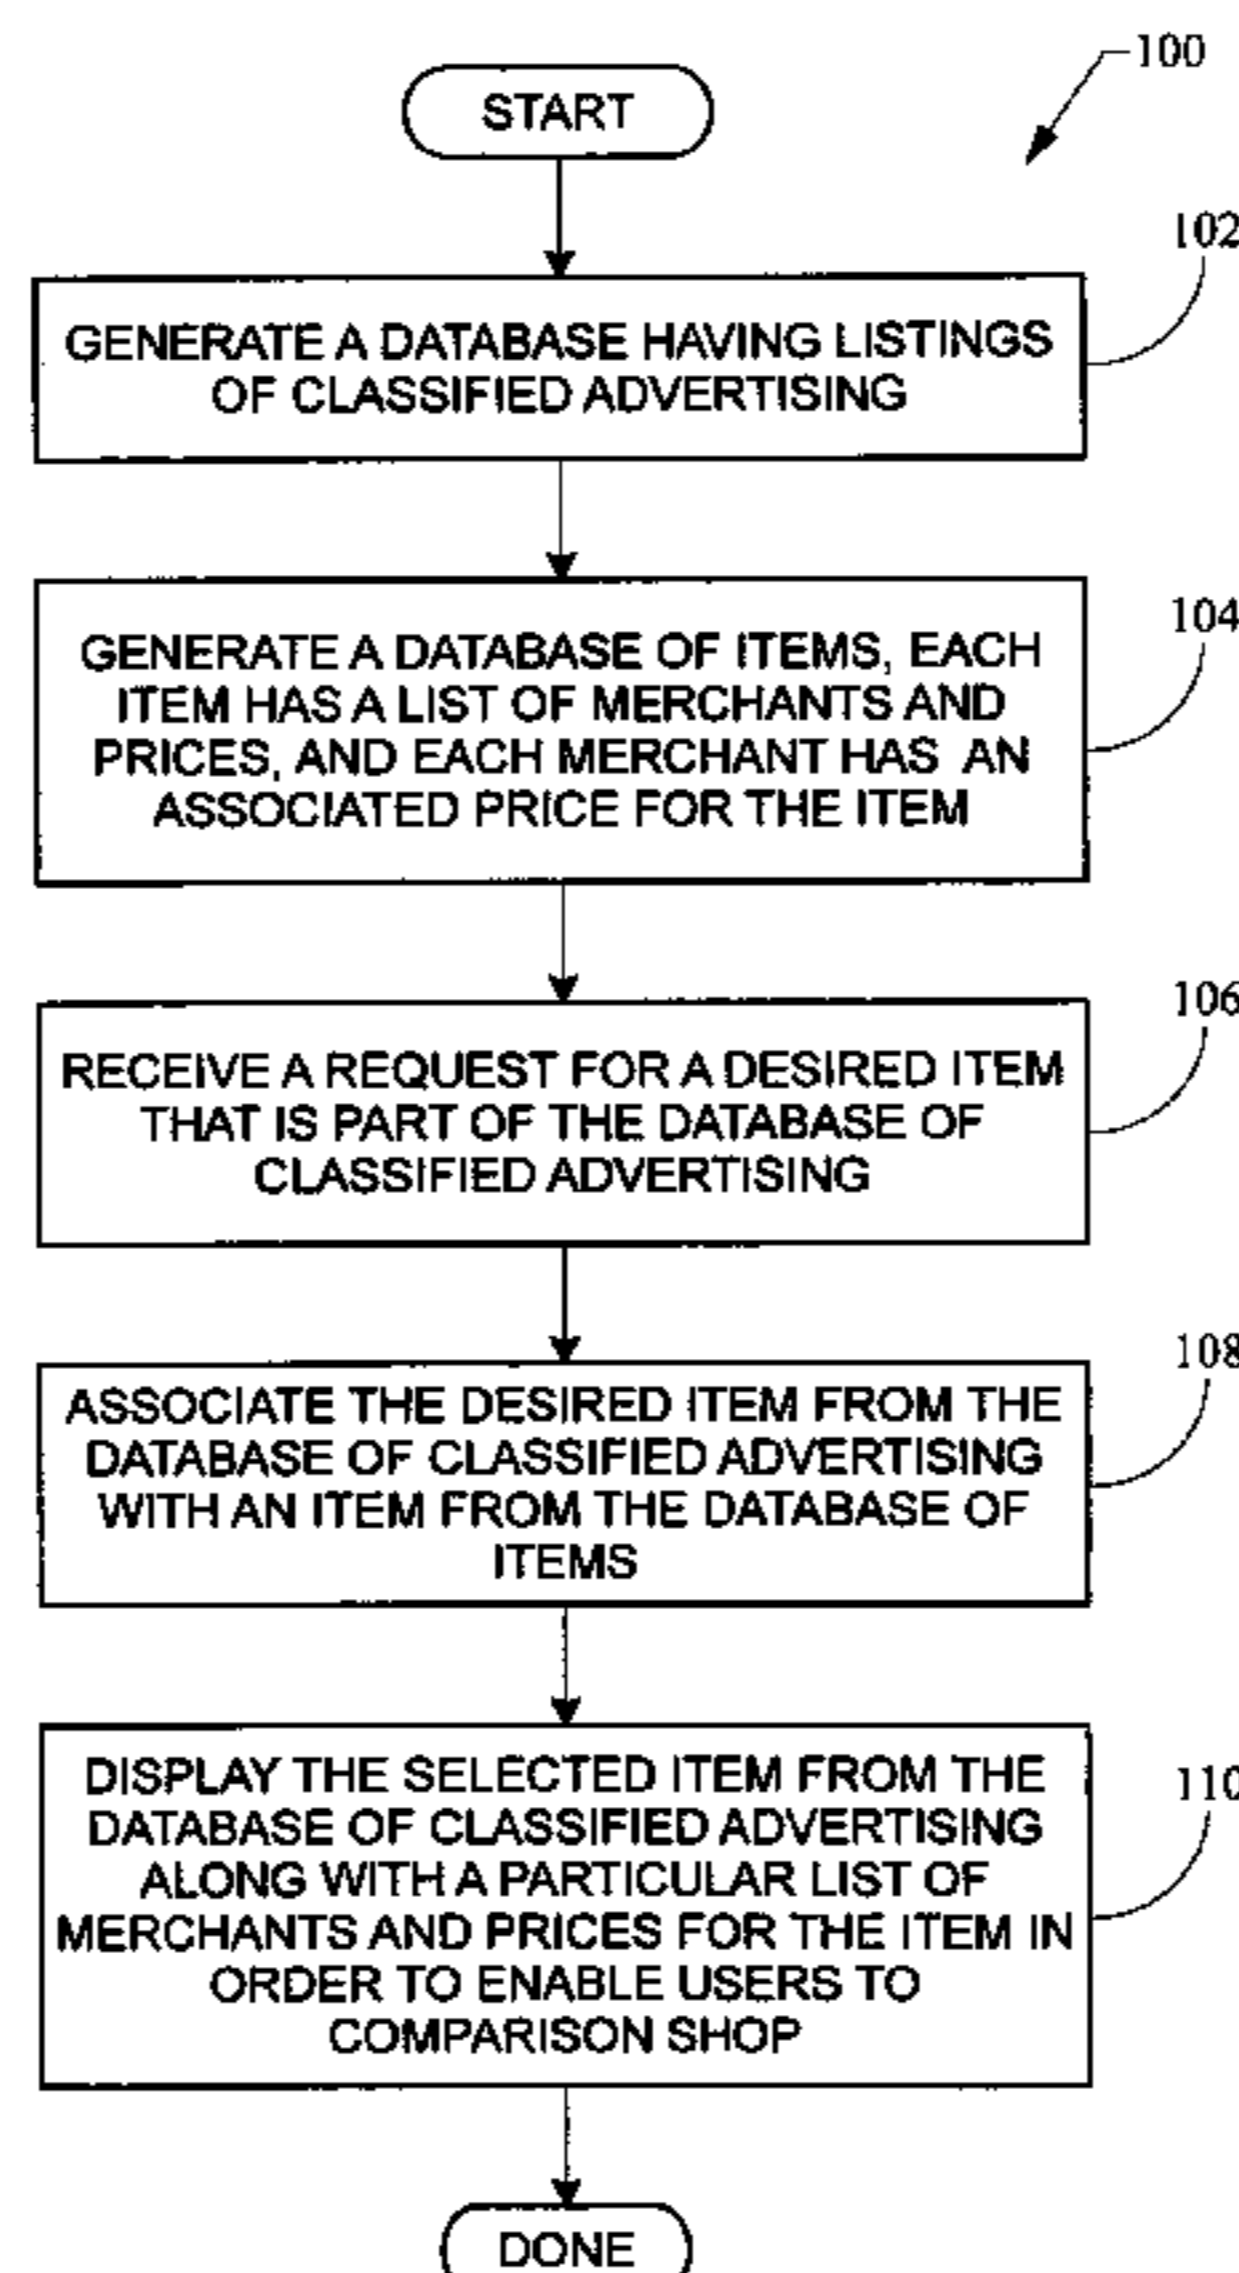 100
START
102
GENERATE A DATABASE HAVING LISTINGS
OF CLASSIFIED ADVERTISING
104
GENERATE A DATABASE OF ITEMS, EACH
ITEM HAS A LIST OF MERCHANTS AND
PRICES, AND EACH MERCHANT HAS AN
ASSOCIATED PRICE FOR THE ITEM
106
RECEIVE A REQUEST FOR A DESIRED ITEM
THAT IS PART OF THE DATABASE OF
CLASSIFIED ADVERTISING
108
ASSOCIATE THE DESIRED ITEM FROM THE
DATABASE OF CLASSIFIED ADVERTISING
WITH AN ITEM FROM THE DATABASE OF
ITEMS
110
DISPLAY THE SELECTED ITEM FROM THE
DATABASE OF CLASSIFIED ADVERTISING
ALONG WITH A PARTICULAR LIST OF
MERCHANTS AND PRICES FOR THE ITEM IN
ORDER TO ENABLE USERS TO
COMPARISON SHOP
DONE